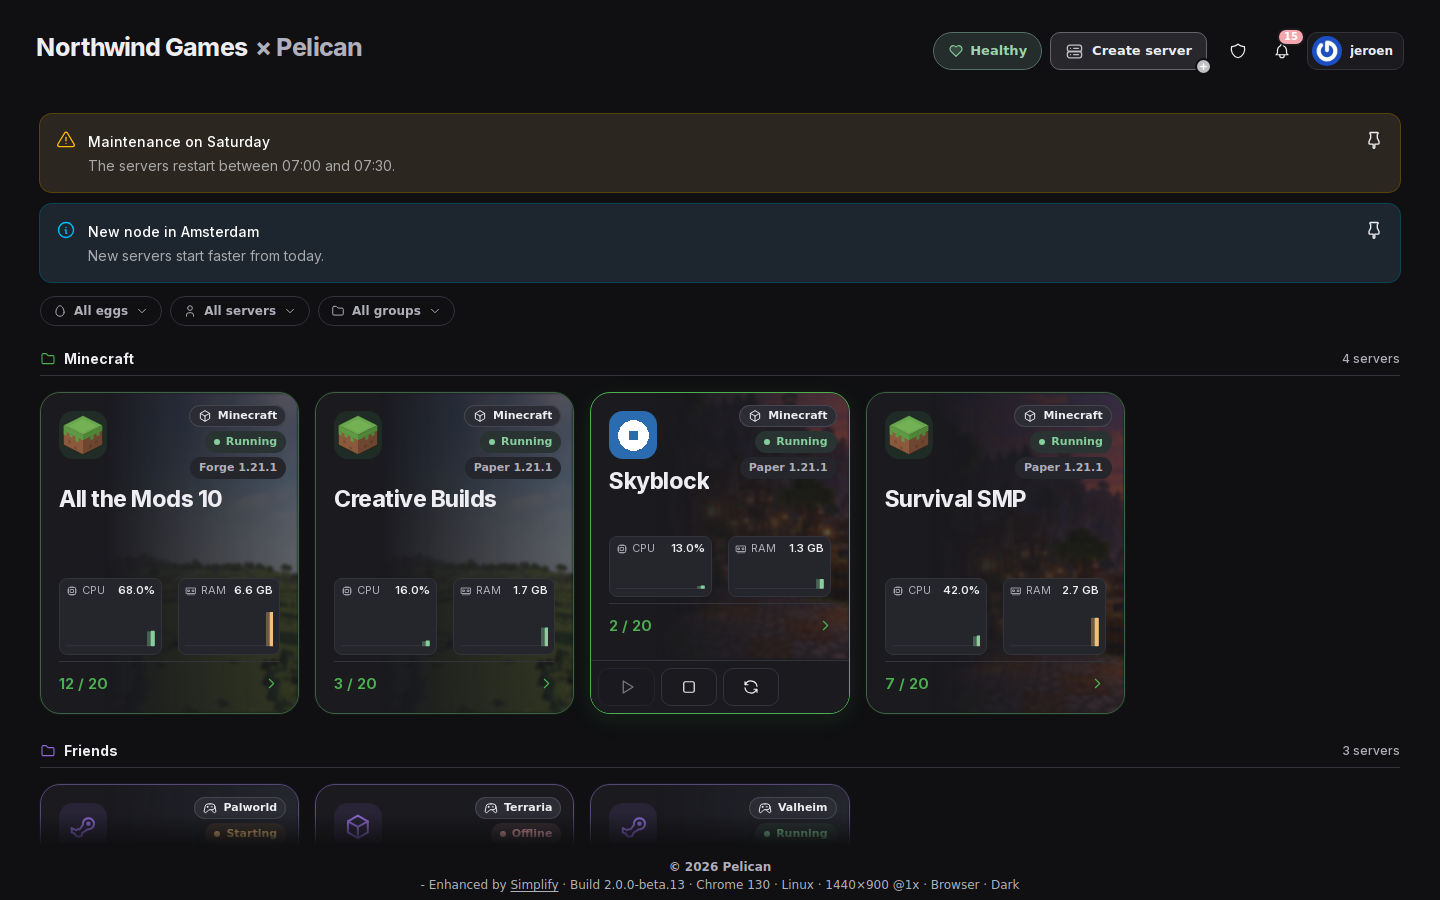 Northwind Games × Pelican
Healthy
Create server
15
jeroen
Maintenance on Saturday
The servers restart between 07:00 and 07:30.
New node in Amsterdam
New servers start faster from today.
All eggs
All servers
All groups
Minecraft
4 servers
Minecraft
Running
Forge 1.21.1
All the Mods 10
CPU 68.0%
RAM 6.6 GB
12 / 20
Minecraft
Running
Paper 1.21.1
Creative Builds
CPU 16.0%
RAM 1.7 GB
3 / 20
Minecraft
Running
Paper 1.21.1
Skyblock
CPU 13.0%
RAM 1.3 GB
2 / 20
Minecraft
Running
Paper 1.21.1
Survival SMP
CPU 42.0%
RAM 2.7 GB
7 / 20
Friends
3 servers
Palworld
Starting
Terraria
Offline
Valheim
Running
© 2026 Pelican
- Enhanced by Simplify · Build 2.0.0-beta.13 · Chrome 130 · Linux · 1440×900 @1x · Browser · Dark